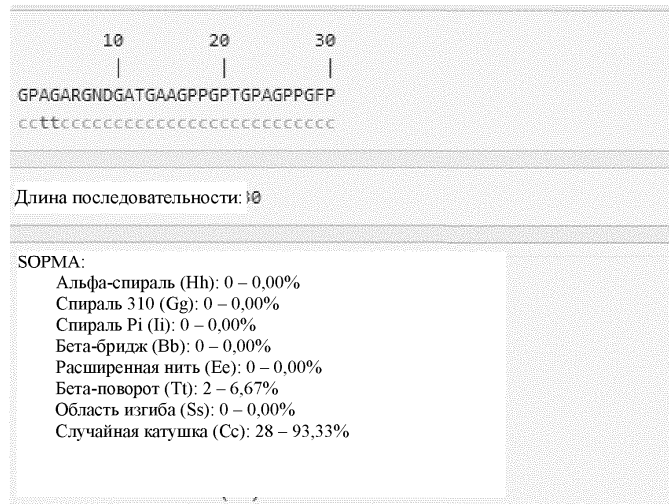 10 20 30
| | |
GPAGARGNDGATGAAGPPGPTGPAGPPGFP
ccttcccccccccccccccccccccccccc
Длина последовательности: 30
SOPMA:
Альфа-спираль (Hh): 0 – 0,00%
Спираль 310 (Gg): 0 – 0,00%
Спираль Pi (Ii): 0 – 0,00%
Бета-бридж (Bb): 0 – 0,00%
Расширенная нить (Ee): 0 – 0,00%
Бета-поворот (Tt): 2 – 6,67%
Область изгиба (Ss): 0 – 0,00%
Случайная катушка (Cc): 28 – 93,33%